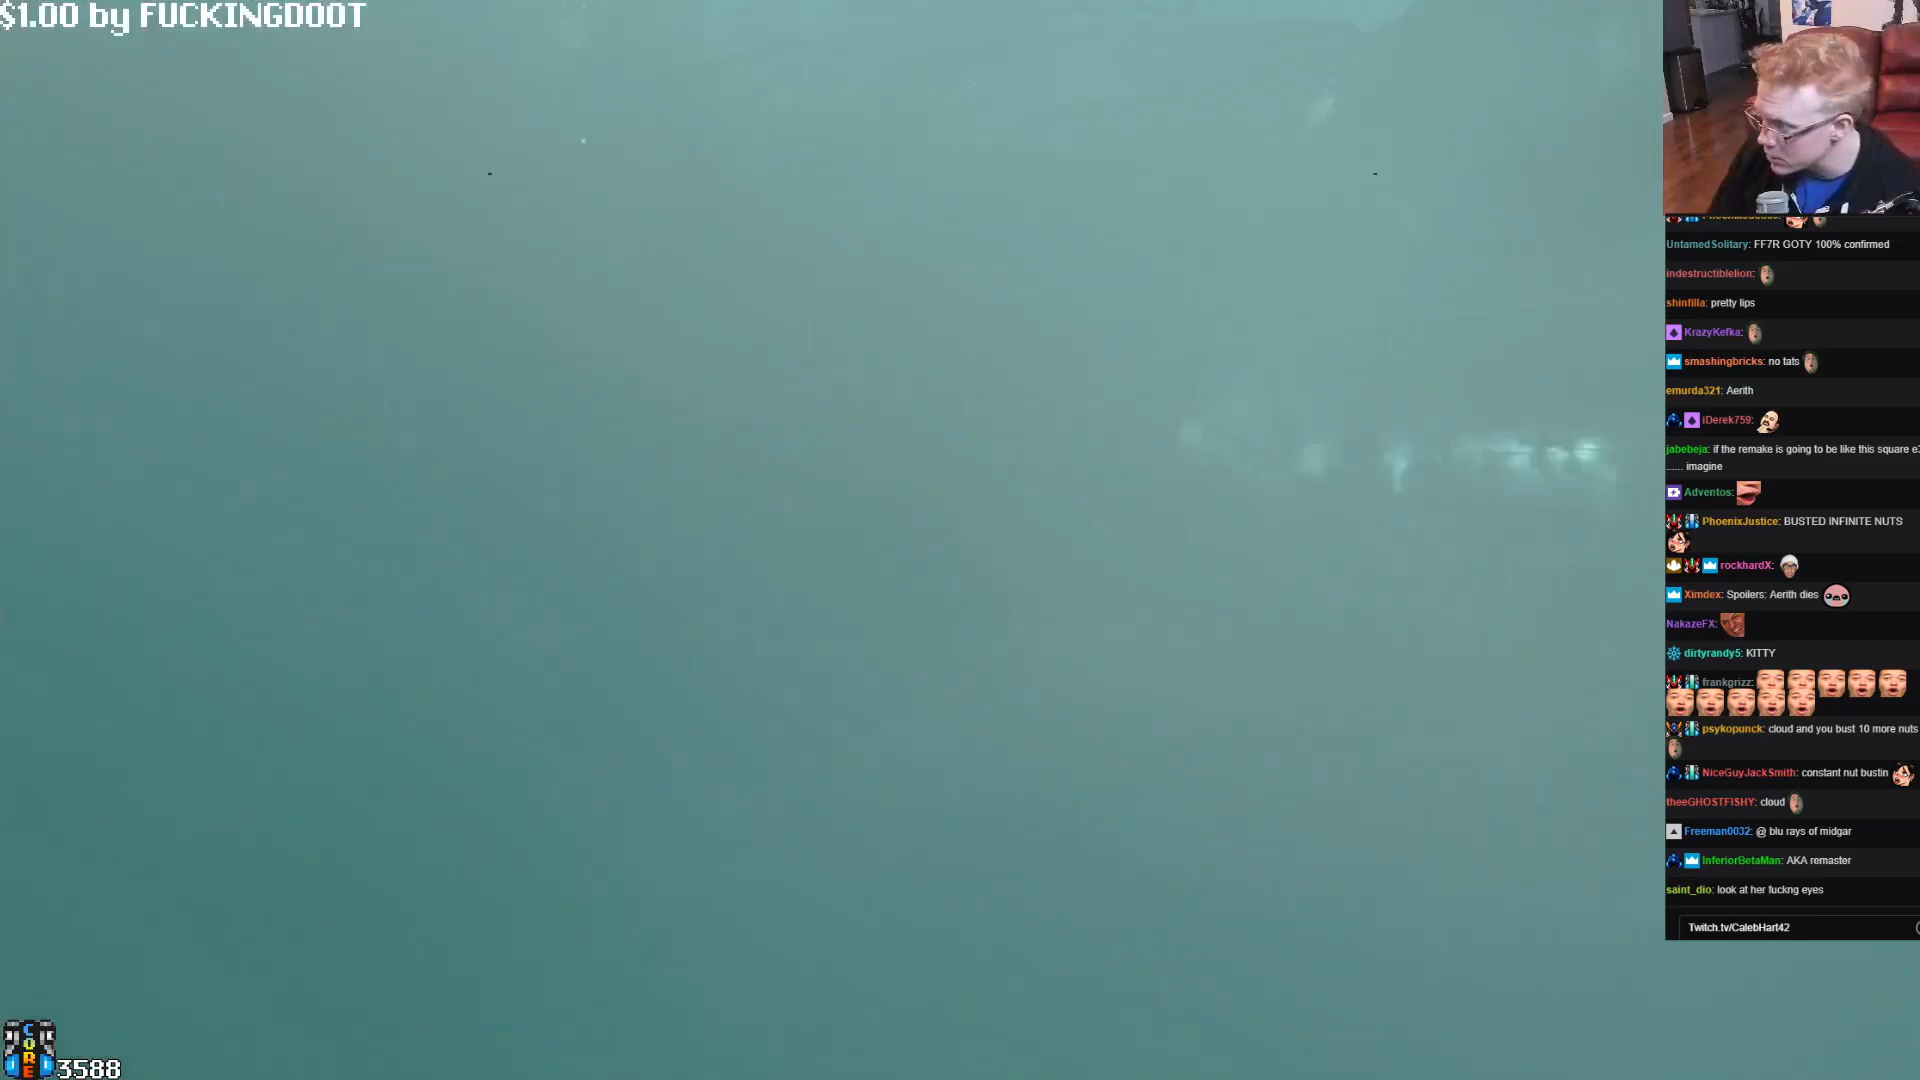 $1.00 by FUCKINGDOOT
UntamedSolitary: FF7R GOTY 100% confirmed
indestructiblelion:
shinfilla: pretty lips
KrazyKefka:
smashingbricks: no tats
emurda321: Aerith
iDerek759:
jabebeja: if the remake is going to be like this square e3
...... imagine
Adventos:
PhoenixJustice: BUSTED INFINITE NUTS
rockhardX:
Ximdex: Spoilers: Aerith dies
NakazeFX:
dirtyrandy5: KITTY
frankgrizz:
psykopunck: cloud and you bust 10 more nuts
NiceGuyJackSmith: constant nut bustin
theeGHOSTFISHY: cloud
Freeman0032: @ blu rays of midgar
InferiorBetaMan: AKA remaster
saint_dio: look at her fuckng eyes
Twitch.tv/CalebHart42
CORE
3588